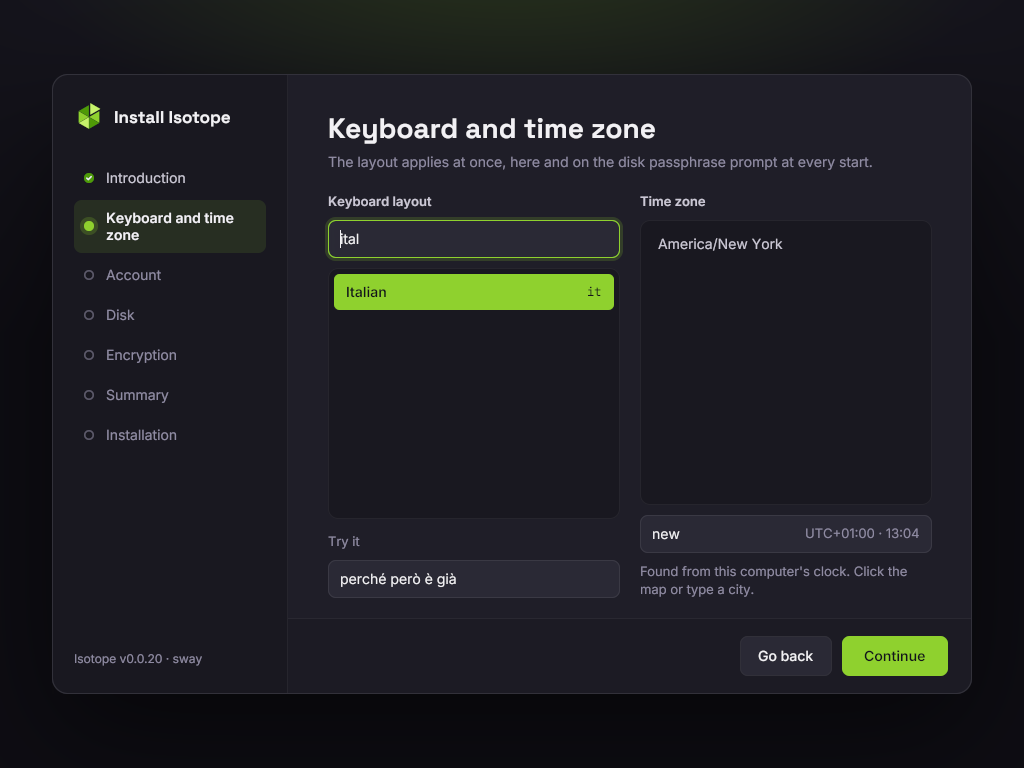 Install Isotope
Introduction
Keyboard and time
zone
Account
Disk
Encryption
Summary
Installation
Isotope v0.0.20 · sway
Keyboard and time zone
The layout applies at once, here and on the disk passphrase prompt at every start.
Keyboard layout
ital
Italian it
Try it
perché però è già
Time zone
America/New York
new UTC+01:00 · 13:04
Found from this computer's clock. Click the
map or type a city.
Go back
Continue